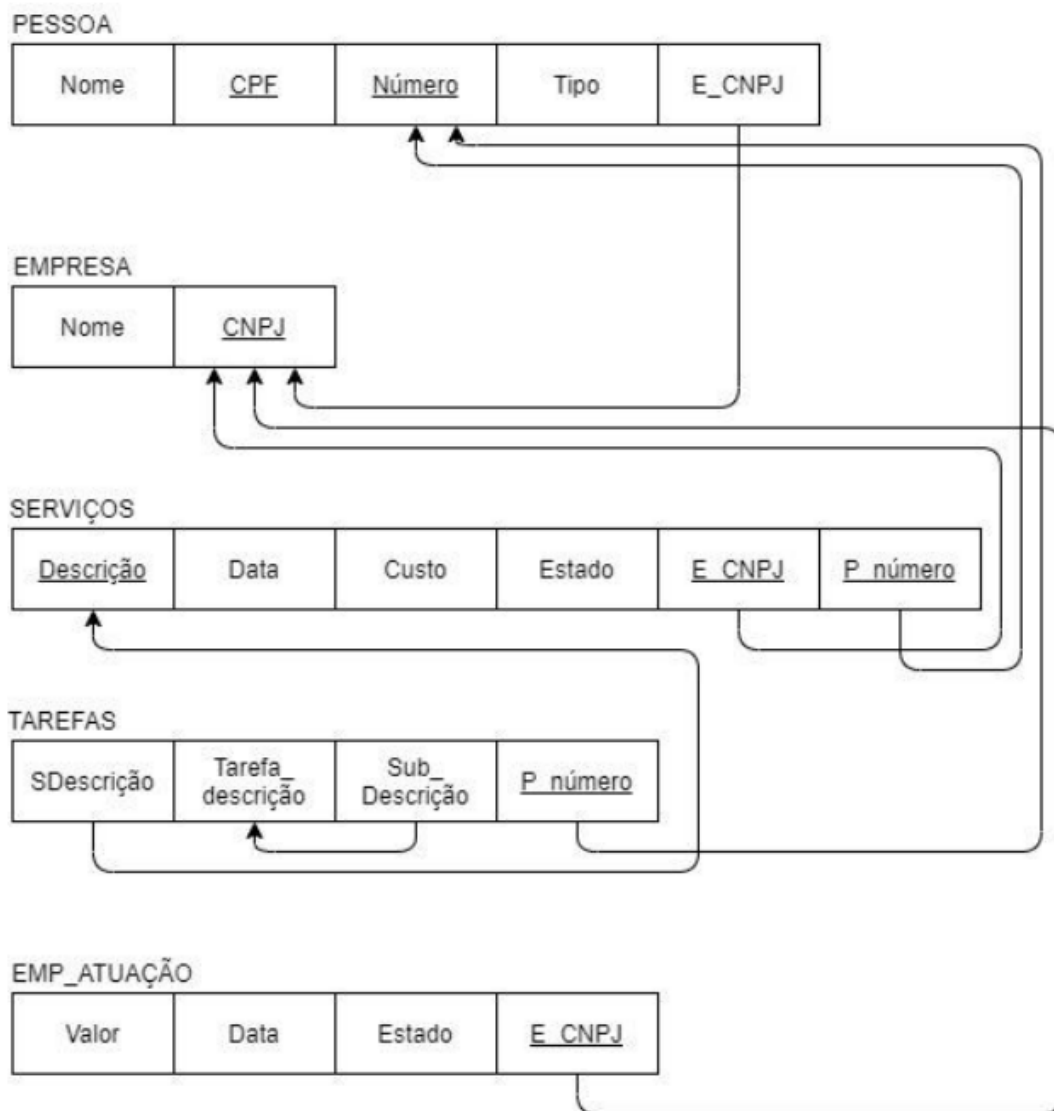 PESSOA
Nome CPF Número Tipo E_CNPJ
EMPRESA
Nome CNPJ
SERVIÇOS
Descrição Data Custo Estado E_CNPJ P_número
TAREFAS
SDescrição Tarefa_ Sub_ P_número
descrição Descrição
EMP_ATUAÇÃO
Valor Data Estado E_CNPJ